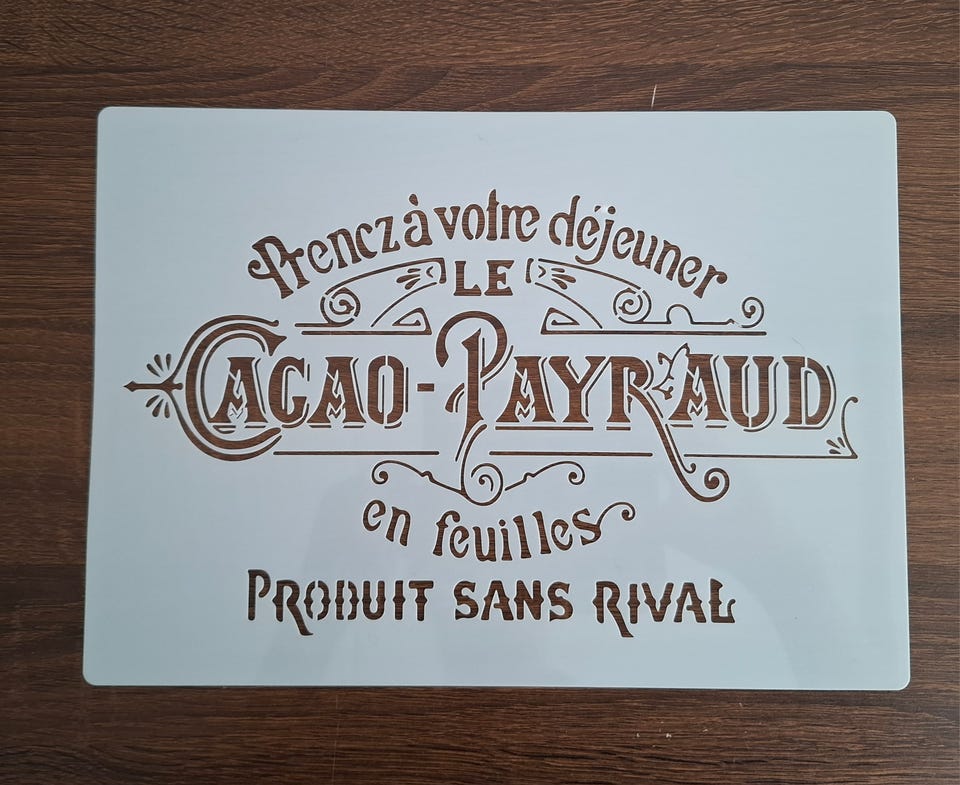 Prenez à votre déjeuner
LE
CACAO-PAYRAUD
en feuilles
PRODUIT SANS RIVAL